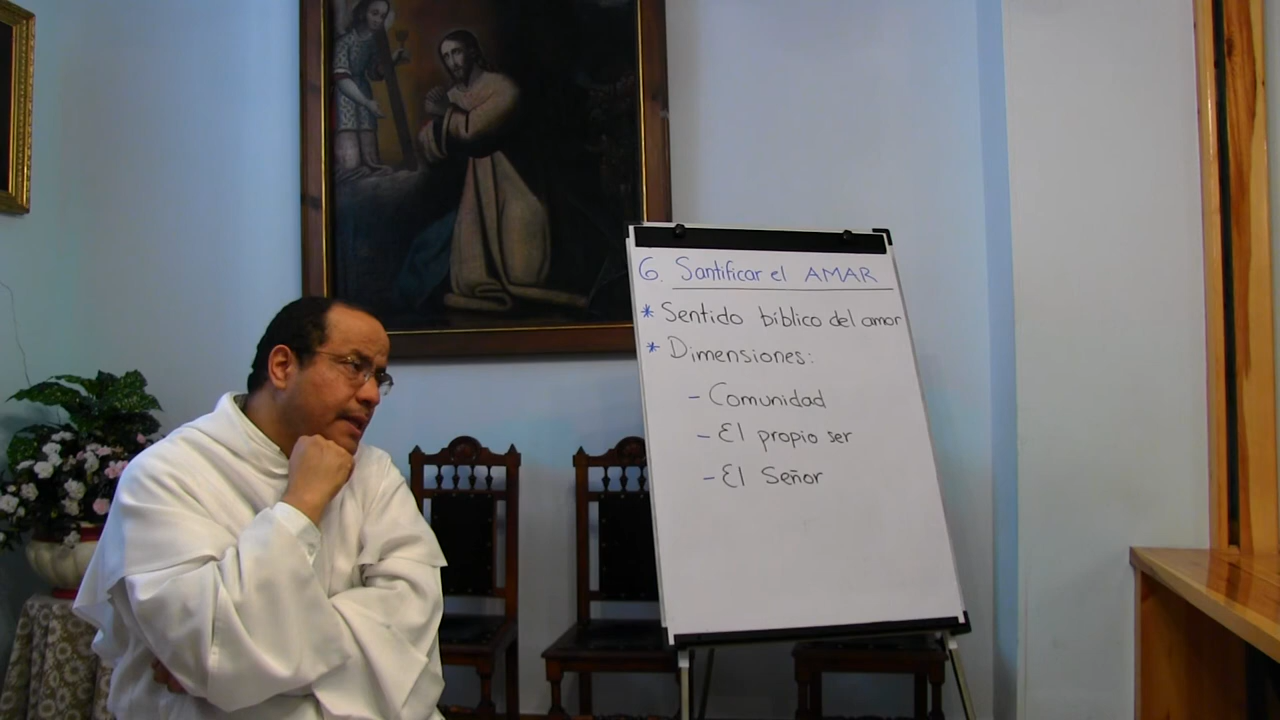 6. Santificar el AMAR
* Sentido bíblico del amor
* Dimensiones:
- Comunidad
- El propio ser
- El Señor